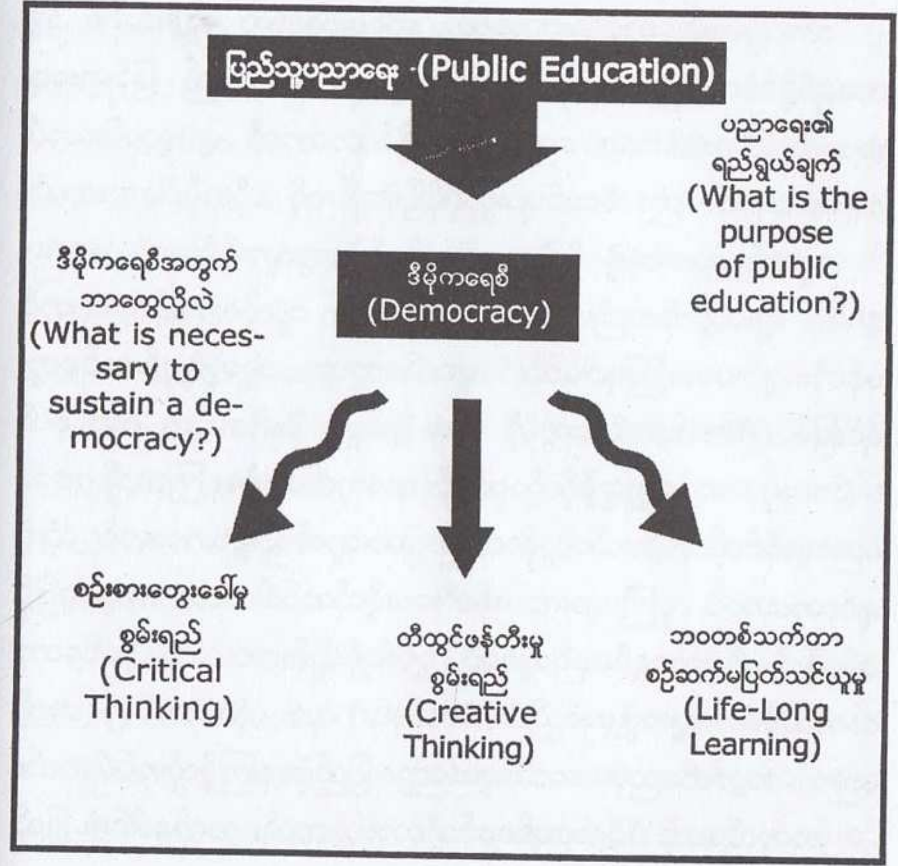 ပြည်သူ့ပညာရေး -(Public Education)
ပညာရေး၏
ရည်ရွယ်ချက်
(What is the
purpose
of public
education?)
ဒီမိုကရေစီအတွက်
ဘာတွေလိုလဲ
(What is neces-
sary to
sustain a de-
mocracy?)
ဒီမိုကရေစီ
(Democracy)
စဉ်းစားတွေးခေါ်မှု
စွမ်းရည်
(Critical
Thinking)
တီထွင်ဖန်တီးမှု
စွမ်းရည်
(Creative
Thinking)
ဘဝတစ်သက်တာ
စဉ်ဆက်မပြတ်သင်ယူမှု
(Life-Long
Learning)